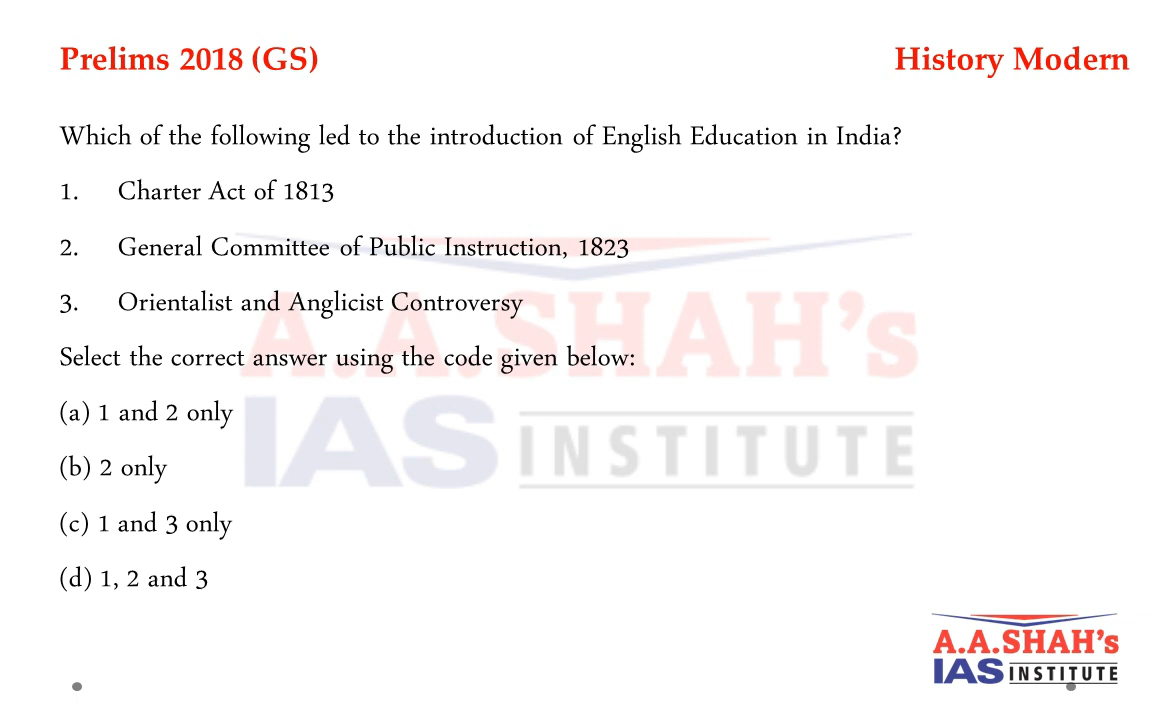 Prelims 2018 (GS) History Modern
Which of the following led to the introduction of English Education in India?
1. Charter Act of 1813
2. General Committee of Public Instruction, 1823
3. Orientalist and Anglicist Controversy
Select the correct answer using the code given below:
(a) 1 and 2 only
(b) 2 only
(c) 1 and 3 only
(d) 1, 2 and 3
A.A.SHAH's
IAS INSTITUTE
A.A.SHAH's
IAS INSTITUTE